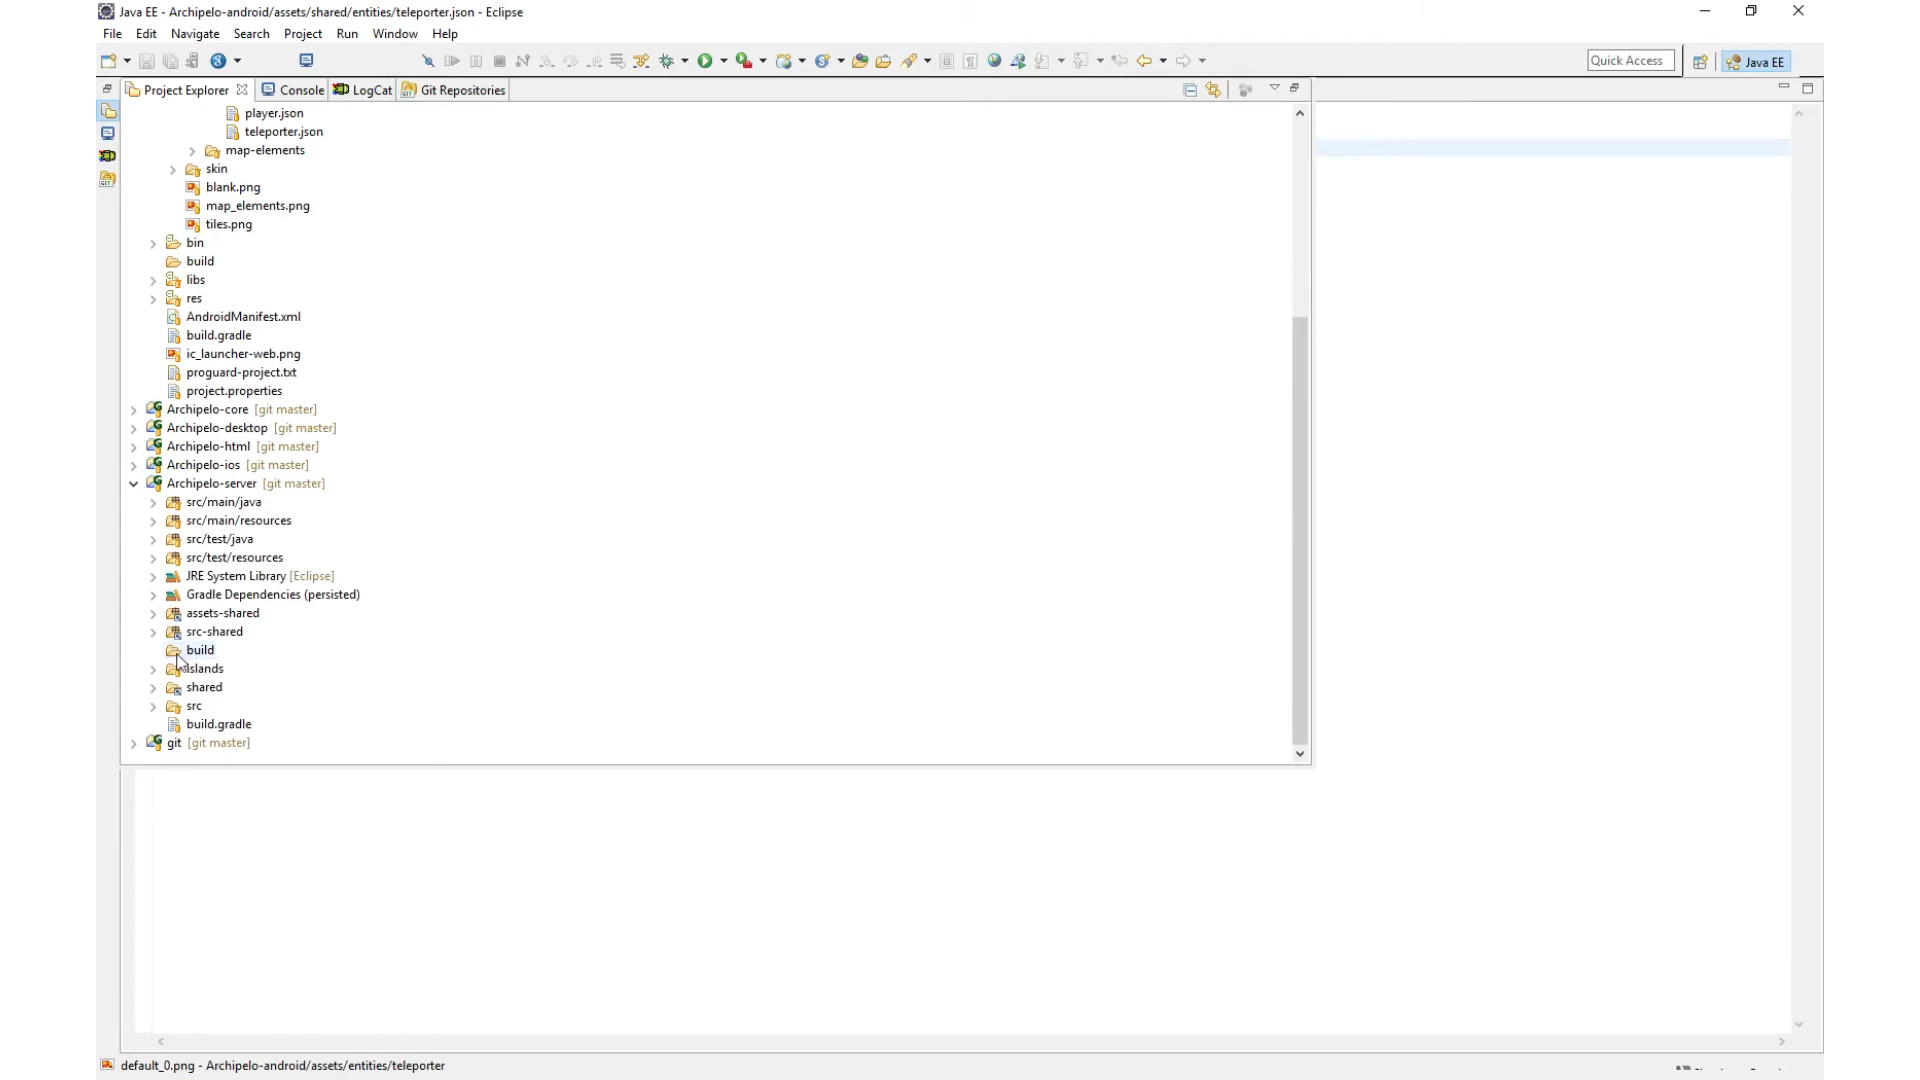 Java EE - Archipelo-android/assets/shared/entities/teleporter.json - Eclipse
File Edit Navigate Search Project Run Window Help
Quick Access Java EE
Project Explorer Console LogCat Git Repositories
player.json
teleporter.json
map-elements
skin
blank.png
map_elements.png
tiles.png
bin
build
libs
res
AndroidManifest.xml
build.gradle
ic_launcher-web.png
proguard-project.txt
project.properties
Archipelo-core [git master]
Archipelo-desktop [git master]
Archipelo-html [git master]
Archipelo-ios [git master]
Archipelo-server [git master]
src/main/java
src/main/resources
src/test/java
src/test/resources
JRE System Library [Eclipse]
Gradle Dependencies (persisted)
assets-shared
src-shared
build
islands
shared
src
build.gradle
git [git master]
default_0.png - Archipelo-android/assets/entities/teleporter